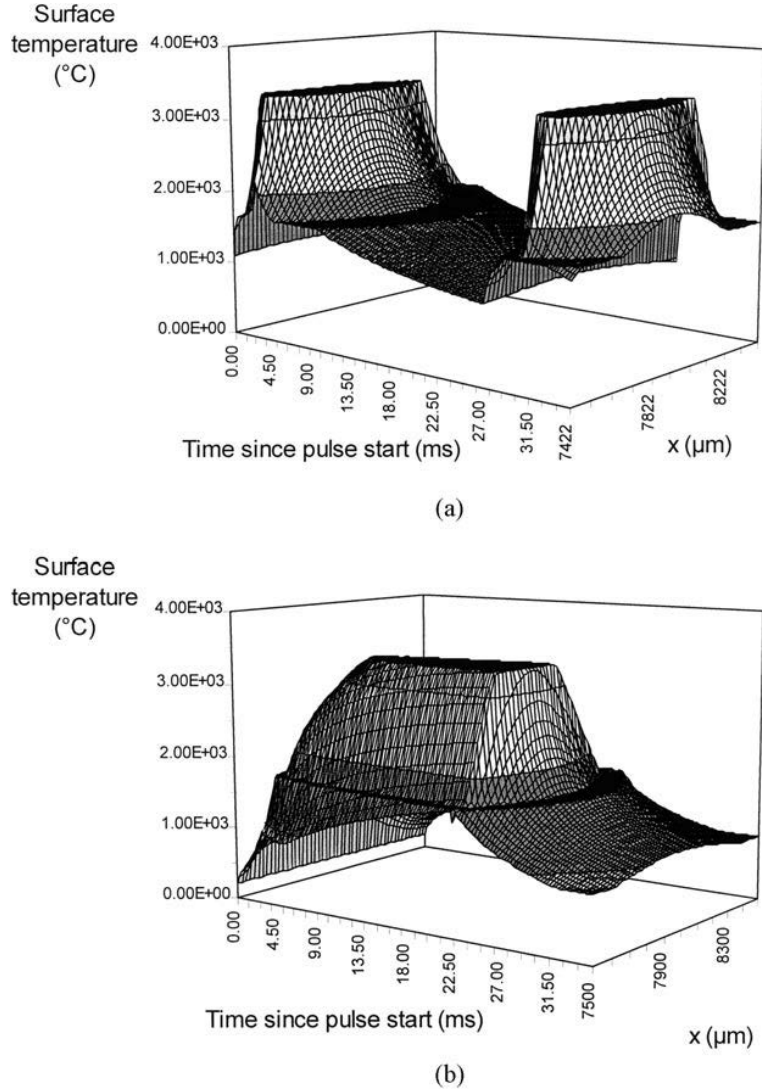 Surface
temperature
(°C)
4.00E+03
3.00E+03
2.00E+03
1.00E+03
0.00E+00
0.00
4.50
9.00
13.50
18.00
22.50
27.00
31.50
7422
7822
8222
Time since pulse start (ms)
x (µm)
(a)
Surface
temperature
(°C)
4.00E+03
3.00E+03
2.00E+03
1.00E+03
0.00E+00
0.00
4.50
9.00
13.50
18.00
22.50
27.00
31.50
7500
7900
8300
Time since pulse start (ms)
x (µm)
(b)